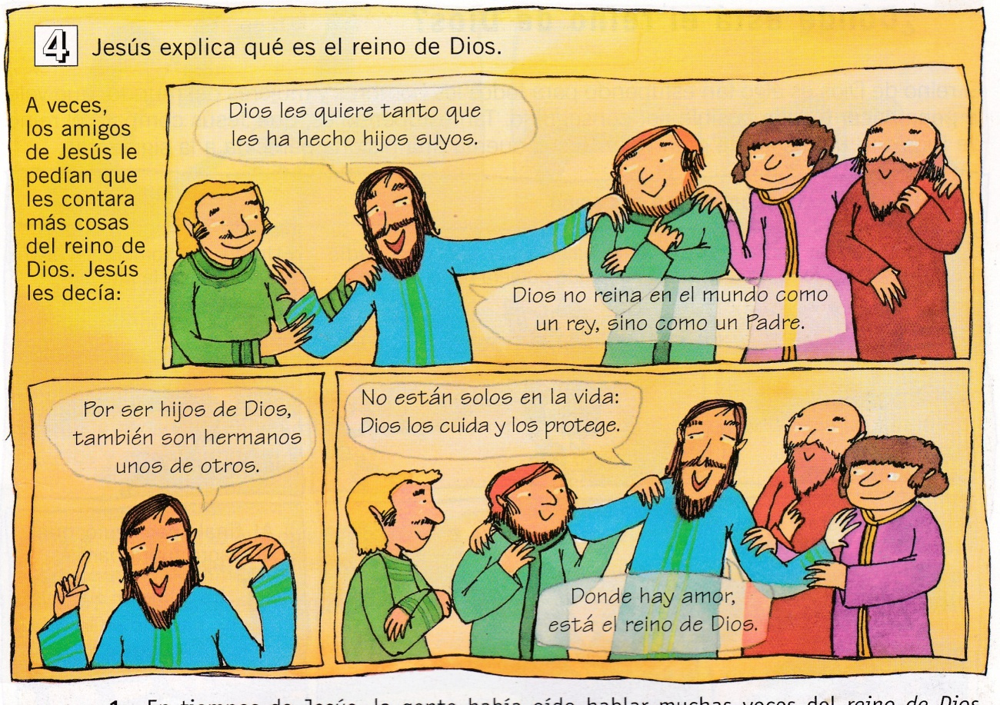 4 Jesús explica qué es el reino de Dios.
A veces,
los amigos
de Jesús le
pedían que
les contara
más cosas
del reino de
Dios. Jesús
les decía:
Dios les quiere tanto que
les ha hecho hijos suyos.
Dios no reina en el mundo como
un rey, sino como un Padre.
Por ser hijos de Dios,
también son hermanos
unos de otros.
No están solos en la vida:
Dios los cuida y los protege.
Donde hay amor,
está el reino de Dios.
1. En tiempos de Jesús, la gente había oído hablar muchas veces del reino de Dios